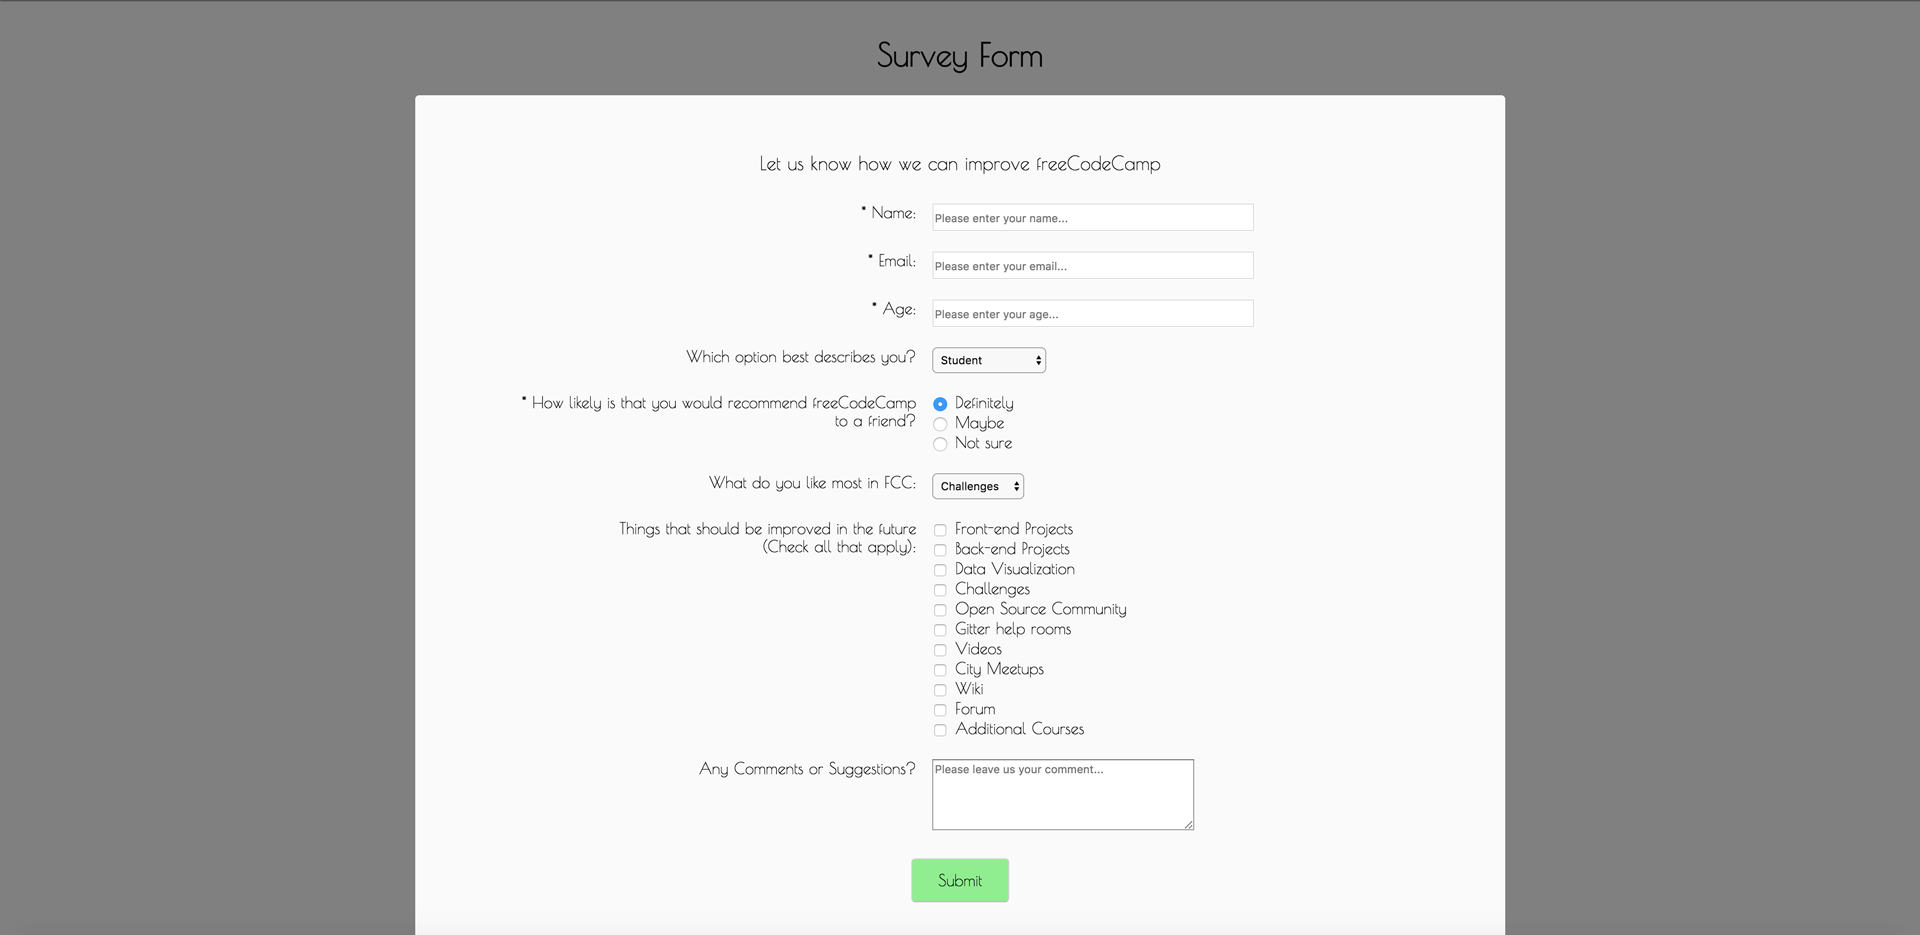 Survey Form
Let us know how we can improve freeCodeCamp
* Name: Please enter your name...
* Email: Please enter your email...
* Age: Please enter your age...
Which option best describes you? Student
* How likely is that you would recommend freeCodeCamp
to a friend?
Definitely
Maybe
Not sure
What do you like most in FCC: Challenges
Things that should be improved in the future
(Check all that apply):
Front-end Projects
Back-end Projects
Data Visualization
Challenges
Open Source Community
Gitter help rooms
Videos
City Meetups
Wiki
Forum
Additional Courses
Any Comments or Suggestions? Please leave us your comment...
Submit